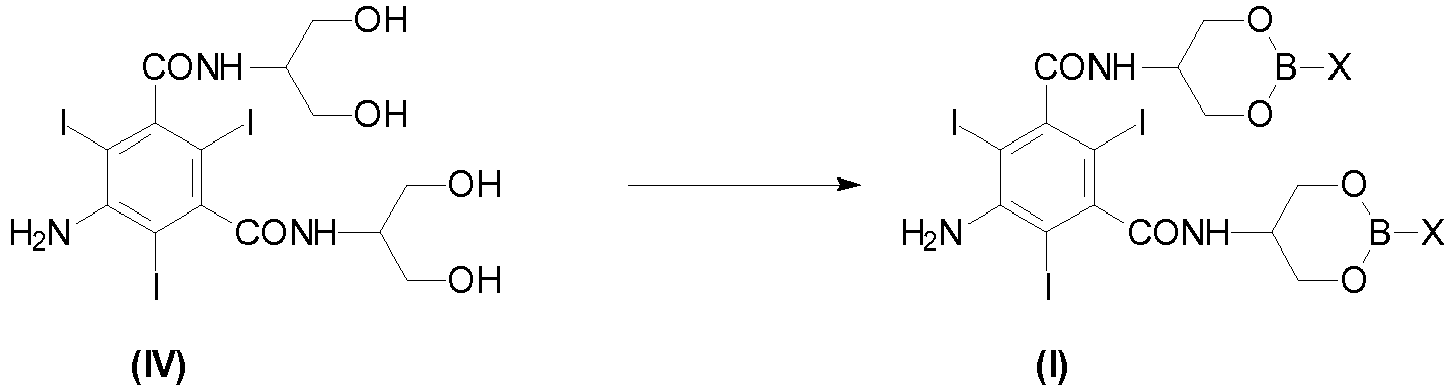 OH
O
CONH
B
X
CONH
OH
O
I
I
I
I
OH
O
H₂N
CONH
B
X
H₂N
CONH
OH
O
I
I
(IV)
(I)